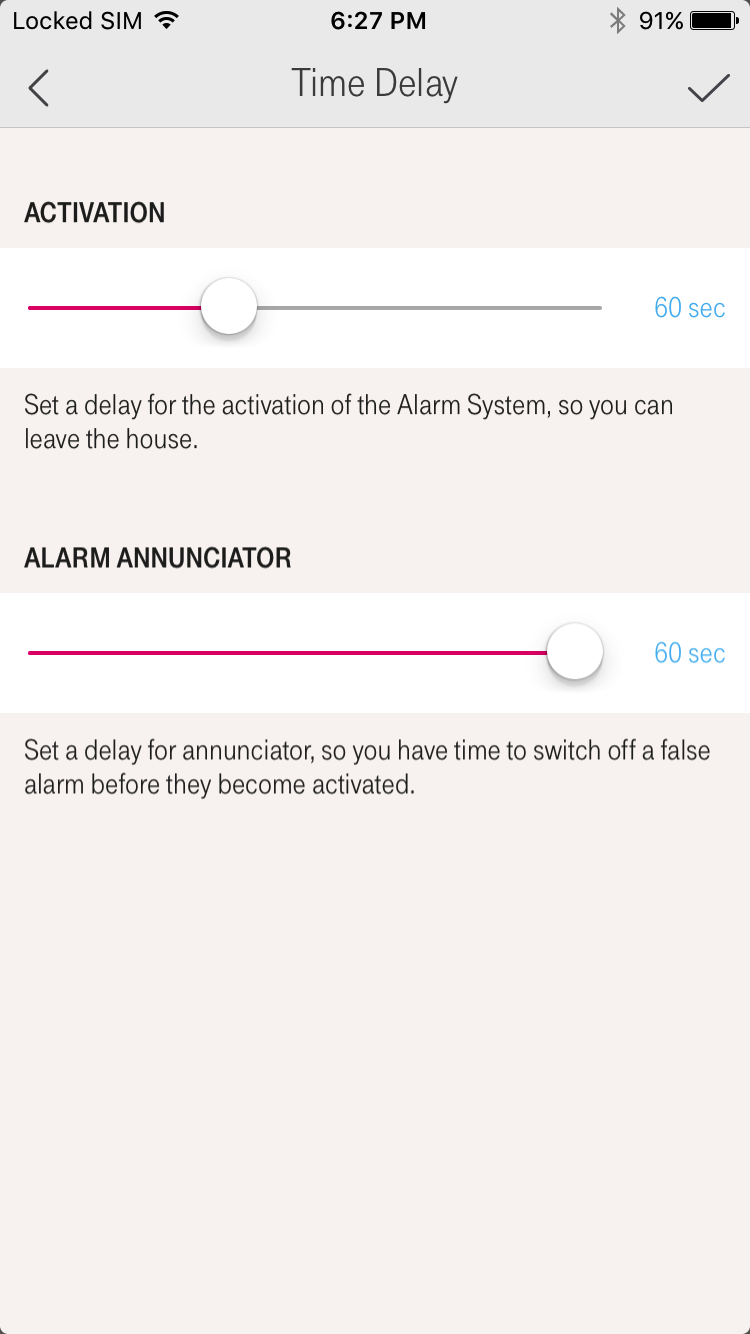 Locked SIM 6:27 PM 91%
Time Delay
ACTIVATION
60 sec
Set a delay for the activation of the Alarm System, so you can
leave the house.
ALARM ANNUNCIATOR
60 sec
Set a delay for annunciator, so you have time to switch off a false
alarm before they become activated.